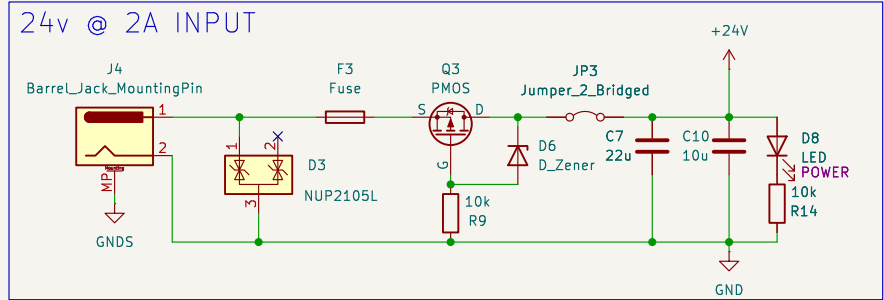 24v @ 2A INPUT
+24V
J4
Barrel_Jack_MountingPin
F3
Fuse
Q3
PMOS
JP3
Jumper_2_Bridged
1
S
D
2
Mounting
MP
GNDS
1
2
D3
NUP2105L
3
G
10k
R9
D6
D_Zener
C7
22u
C10
10u
D8
LED
POWER
10k
R14
GND